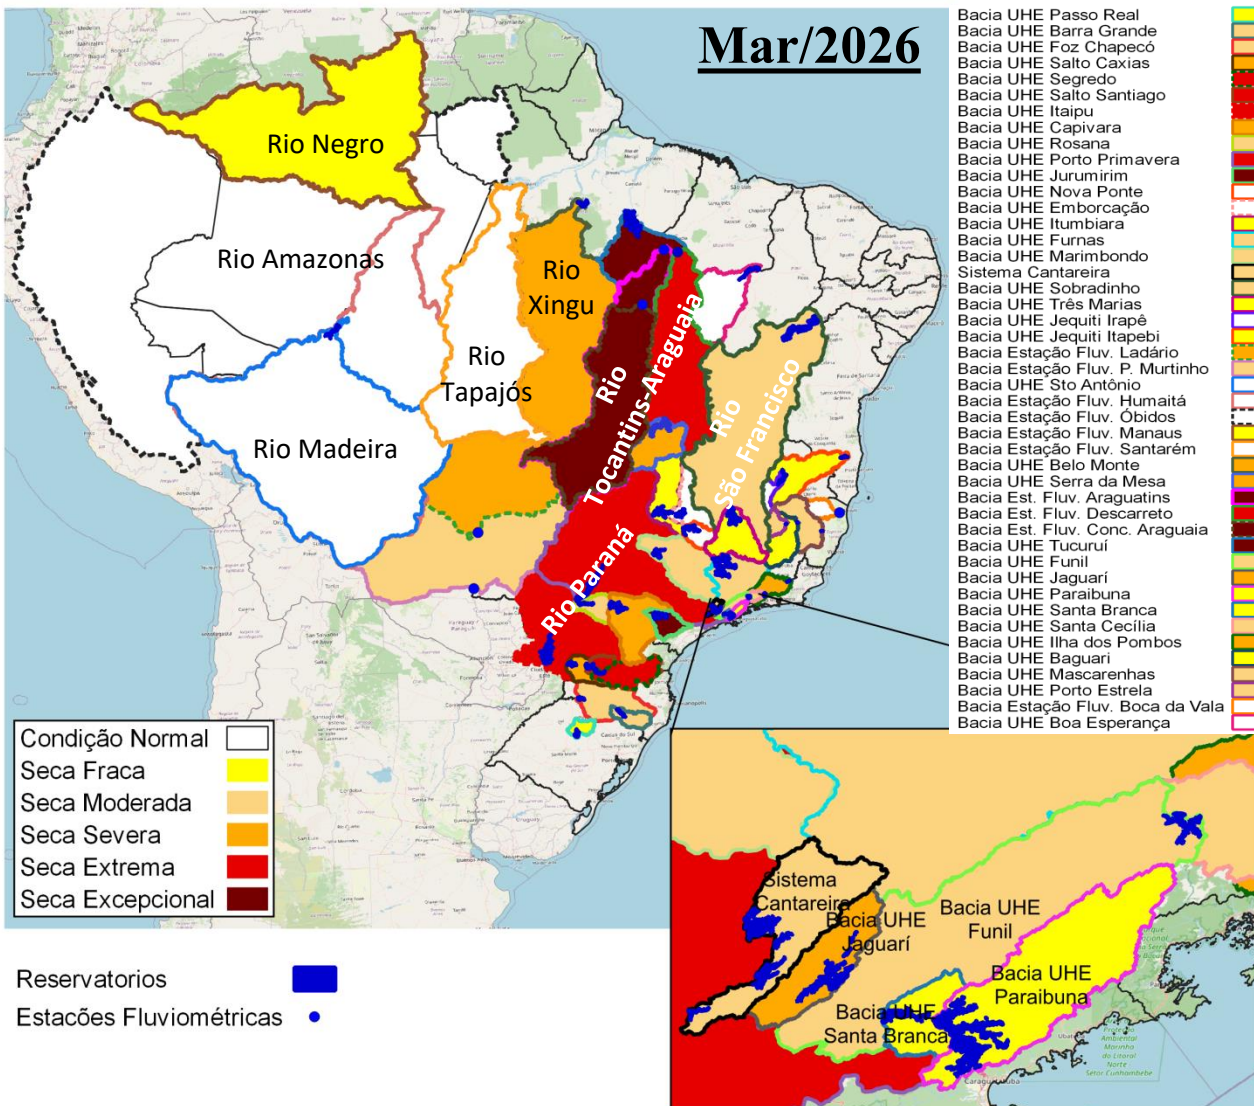 Mar/2026
Rio Negro
Rio Amazonas
Rio
Xingu
Rio
Tapajós
Rio Madeira
Rio
Tocantins-Araguaia
Rio
São Francisco
Rio Paraná
Bacia UHE Passo Real
Bacia UHE Barra Grande
Bacia UHE Foz Chapecó
Bacia UHE Salto Caxias
Bacia UHE Segredo
Bacia UHE Salto Santiago
Bacia UHE Itaipu
Bacia UHE Capivara
Bacia UHE Rosana
Bacia UHE Porto Primavera
Bacia UHE Jurumirim
Bacia UHE Nova Ponte
Bacia UHE Emborcação
Bacia UHE Itumbiara
Bacia UHE Furnas
Bacia UHE Marimbondo
Sistema Cantareira
Bacia UHE Sobradinho
Bacia UHE Três Marias
Bacia UHE Jequiti Irapê
Bacia UHE Jequiti Itapebi
Bacia Estação Fluv. Ladário
Bacia Estação Fluv. P. Murtinho
Bacia UHE Sto Antônio
Bacia Estação Fluv. Humaitá
Bacia Estação Fluv. Óbidos
Bacia Estação Fluv. Manaus
Bacia Estação Fluv. Santarém
Bacia UHE Belo Monte
Bacia UHE Serra da Mesa
Bacia Est. Fluv. Araguatins
Bacia Est. Fluv. Descarreto
Bacia Est. Fluv. Conc. Araguaia
Bacia UHE Tucuruí
Bacia UHE Funil
Bacia UHE Jaguarí
Bacia UHE Paraibuna
Bacia UHE Santa Branca
Bacia UHE Santa Cecília
Bacia UHE Ilha dos Pombos
Bacia UHE Baguari
Bacia UHE Mascarenhas
Bacia UHE Porto Estrela
Bacia Estação Fluv. Boca da Vala
Bacia UHE Boa Esperança
Condição Normal
Seca Fraca
Seca Moderada
Seca Severa
Seca Extrema
Seca Excepcional
Reservatorios
Estacões Fluviométricas
Sistema
Cantareira
Bacia UHE
Jaguarí
Bacia UHE
Funil
Bacia UHE
Paraibuna
Bacia UHE
Santa Branca